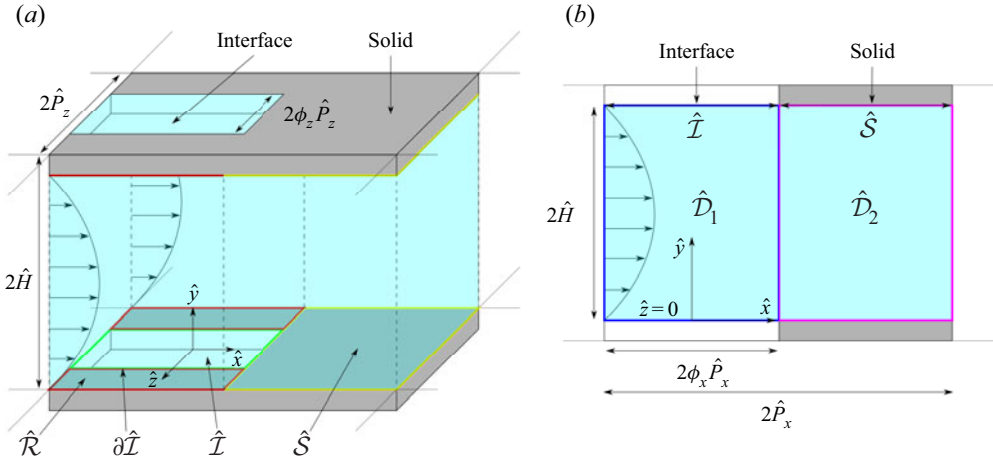 (a)
Interface
Solid
2P̂_z
2ϕ_z P̂_z
2Ĥ
ŷ
x̂
ẑ
ℛ̂
∂ℐ̂
ℐ̂
𝒮̂
(b)
Interface
Solid
ℐ̂
𝒮̂
2Ĥ
𝒟̂_1
𝒟̂_2
ŷ
ẑ = 0
x̂
2ϕ_x P̂_x
2P̂_x